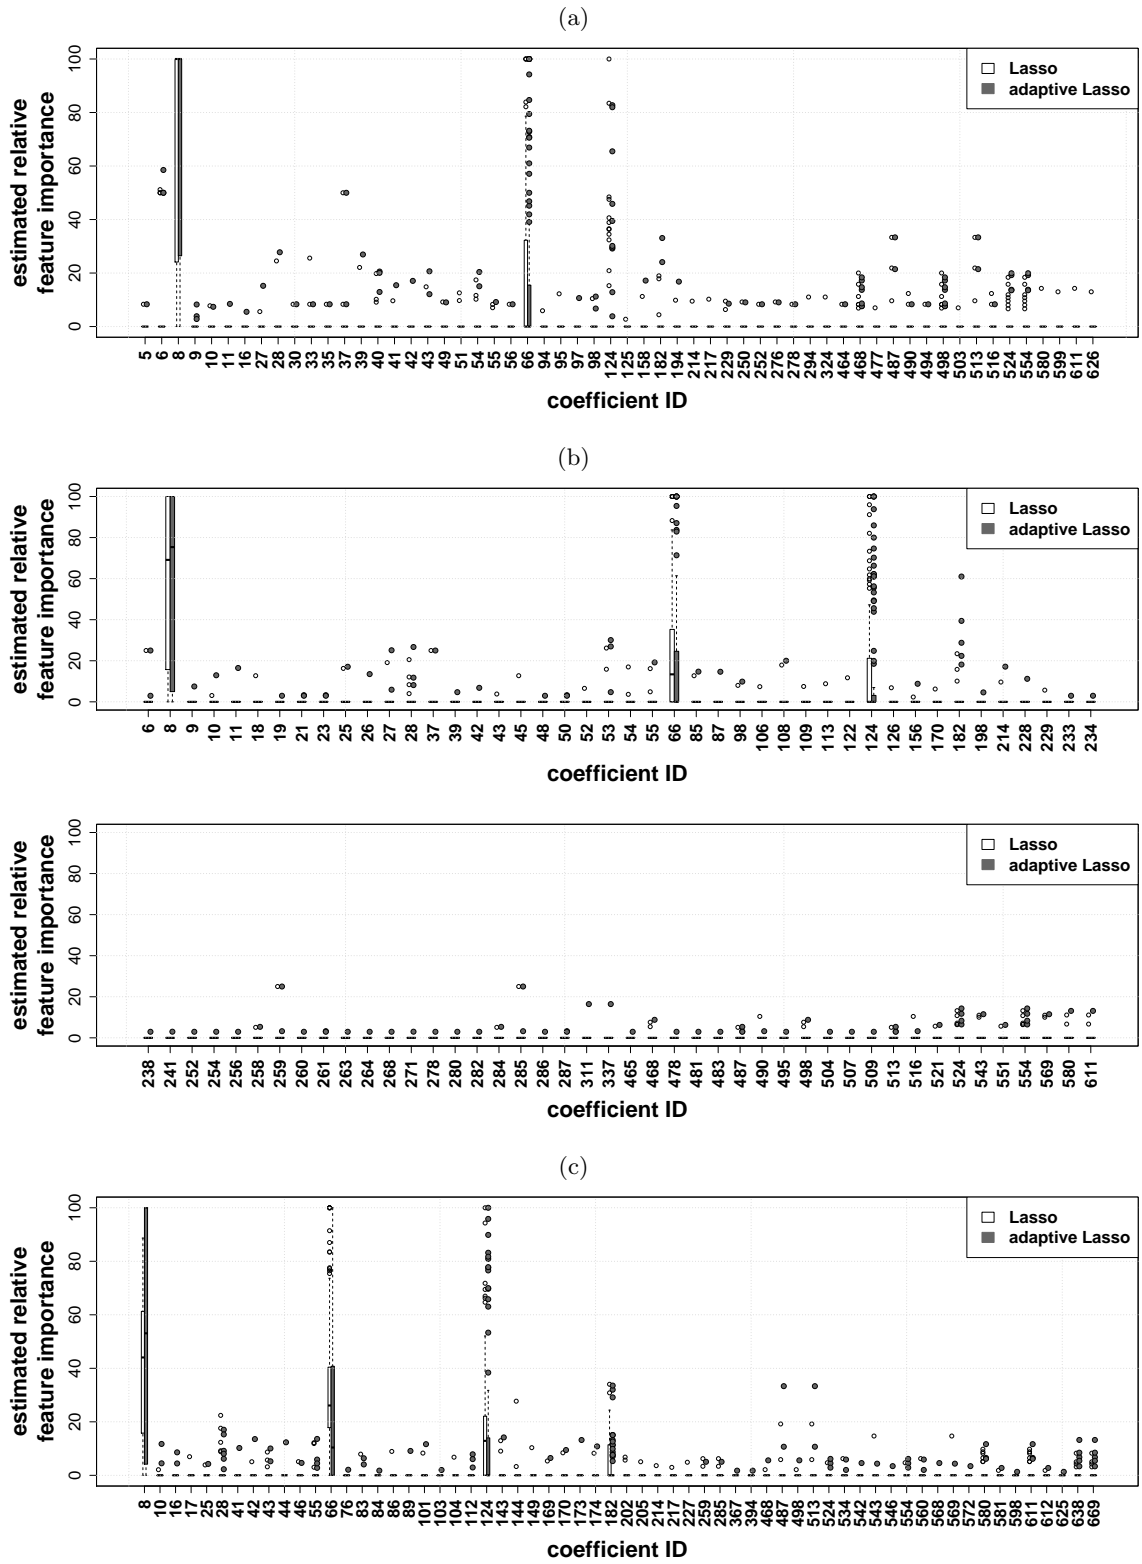 (a)
estimated relative
feature importance
0 20 40 60 80 100
Lasso
adaptive Lasso
5 6 8 9 10 11 16 27 28 30 33 35 37 39 40 41 42 43 49 51 54 55 56 66 94 95 97 98 124 125 158 182 194 214 217 229 250 252 276 278 294 324 464 468 477 487 490 494 498 503 513 516 524 554 580 599 611 626
coefficient ID
(b)
estimated relative
feature importance
0 20 40 60 80 100
Lasso
adaptive Lasso
6 8 9 10 11 18 19 21 23 25 26 27 28 37 39 42 43 45 48 50 52 53 54 55 66 85 87 98 106 108 109 113 122 124 126 156 170 182 198 214 228 229 233 234
coefficient ID
estimated relative
feature importance
0 20 40 60 80 100
Lasso
adaptive Lasso
238 241 252 254 256 258 259 260 261 263 264 268 271 278 280 282 284 285 286 287 311 337 465 468 478 481 483 487 490 495 498 504 507 509 513 516 521 524 543 551 554 569 580 611
coefficient ID
(c)
estimated relative
feature importance
0 20 40 60 80 100
Lasso
adaptive Lasso
8 10 16 17 25 28 41 42 43 44 46 55 66 76 83 84 86 89 101 103 104 112 124 143 144 149 169 170 173 174 182 202 205 214 217 227 259 285 367 394 468 487 498 513 524 534 542 543 546 554 560 568 569 572 580 581 598 611 612 625 638 669
coefficient ID